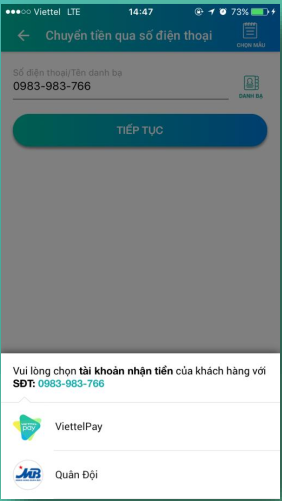 Viettel LTE 14:47 73%
Chuyển tiền qua số điện thoại
CHỌN MẪU
Số điện thoại/Tên danh bạ
0983-983-766
DANH BẠ
TIẾP TỤC
Vui lòng chọn tài khoản nhận tiền của khách hàng với
SĐT: 0983-983-766
pay
ViettelPay
MB
Quân Đội